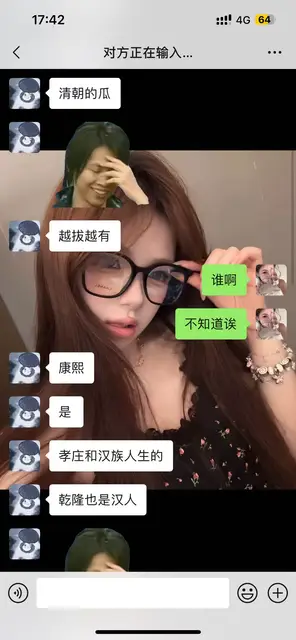 17:42
4G 64
对方正在输入...
清朝的瓜
越拔越有
谁啊
不知道诶
康熙
是
孝庄和汉族人生的
乾隆也是汉人